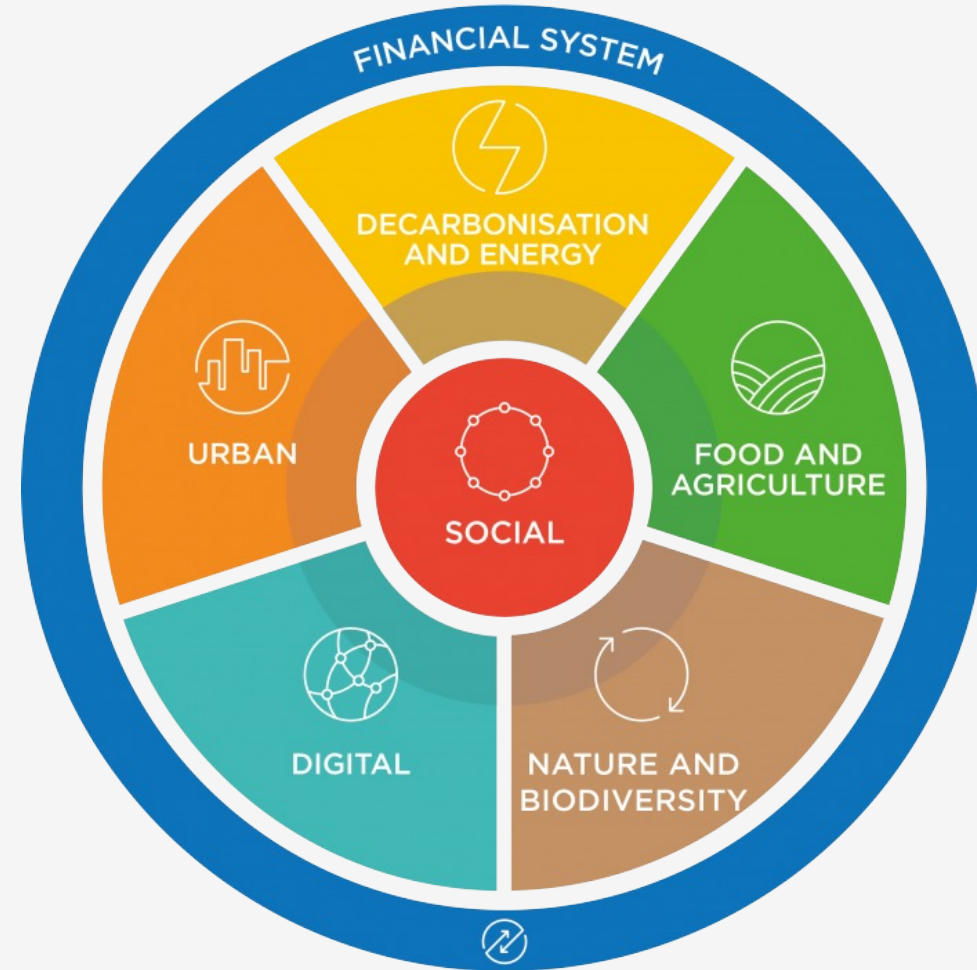 FINANCIAL SYSTEM
DECARBONISATION
AND ENERGY
URBAN
FOOD AND
AGRICULTURE
SOCIAL
DIGITAL
NATURE AND
BIODIVERSITY